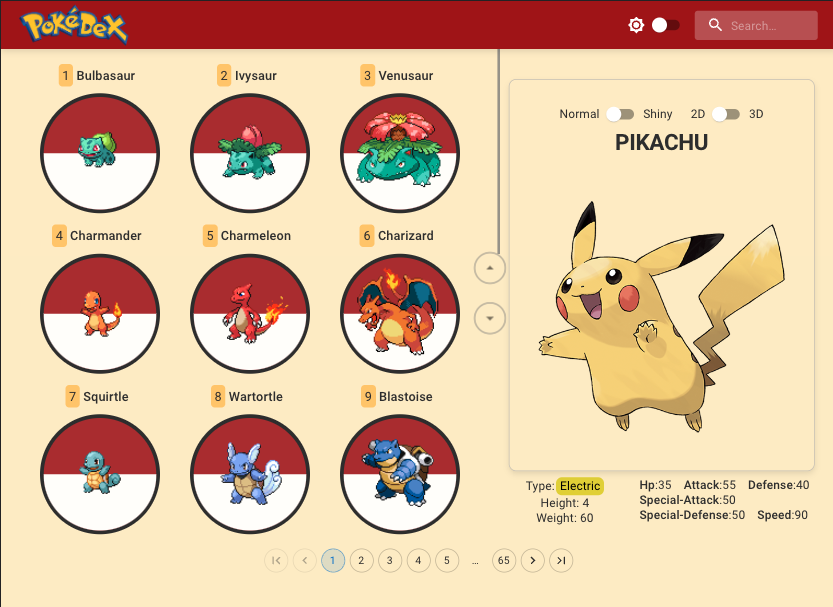 PokéDex
Search...
1 Bulbasaur
2 Ivysaur
3 Venusaur
4 Charmander
5 Charmeleon
6 Charizard
7 Squirtle
8 Wartortle
9 Blastoise
1 2 3 4 5 ... 65
Normal Shiny 2D 3D
PIKACHU
Type: Electric
Height: 4
Weight: 60
Hp:35 Attack:55 Defense:40
Special-Attack:50
Special-Defense:50 Speed:90